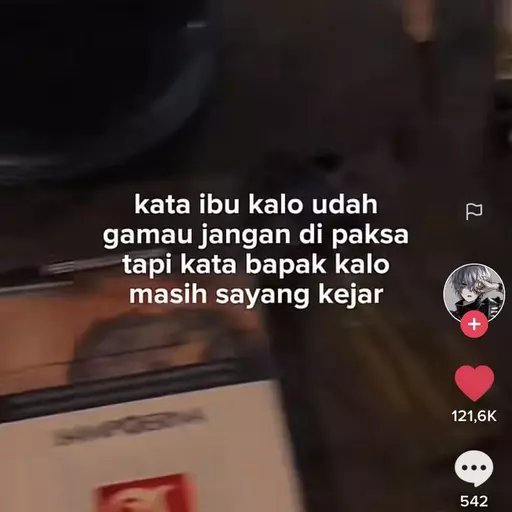 kata ibu kalo udah
gamau jangan di paksa
tapi kata bapak kalo
masih sayang kejar
121,6K
542